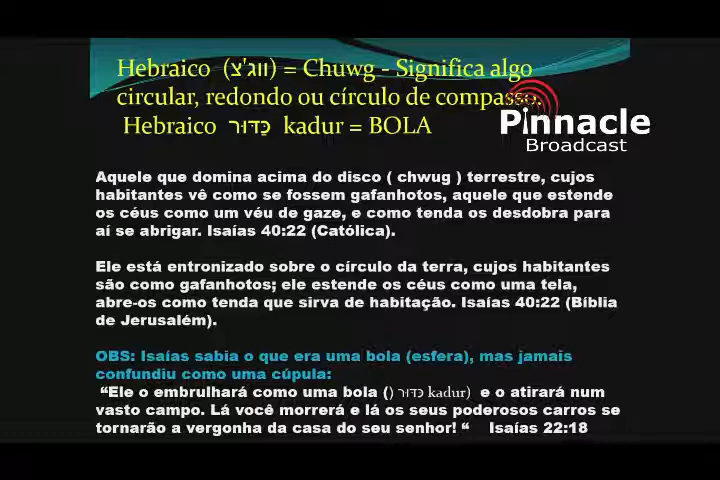 Hebraico (ווג'צ) = Chuwg - Significa algo
circular, redondo ou círculo de compasso.
Hebraico כַּדּוּר kadur = BOLA
Pinnacle
Broadcast
Aquele que domina acima do disco ( chwug ) terrestre, cujos
habitantes vê como se fossem gafanhotos, aquele que estende
os céus como um véu de gaze, e como tenda os desdobra para
aí se abrigar. Isaías 40:22 (Católica).
Ele está entronizado sobre o círculo da terra, cujos habitantes
são como gafanhotos; ele estende os céus como uma tela,
abre-os como tenda que sirva de habitação. Isaías 40:22 (Bíblia
de Jerusalém).
OBS: Isaías sabia o que era uma bola (esfera), mas jamais
confundiu como uma cúpula:
“Ele o embrulhará como uma bola () כַּדּוּר kadur) e o atirará num
vasto campo. Lá você morrerá e lá os seus poderosos carros se
tornarão a vergonha da casa do seu senhor! “ Isaías 22:18